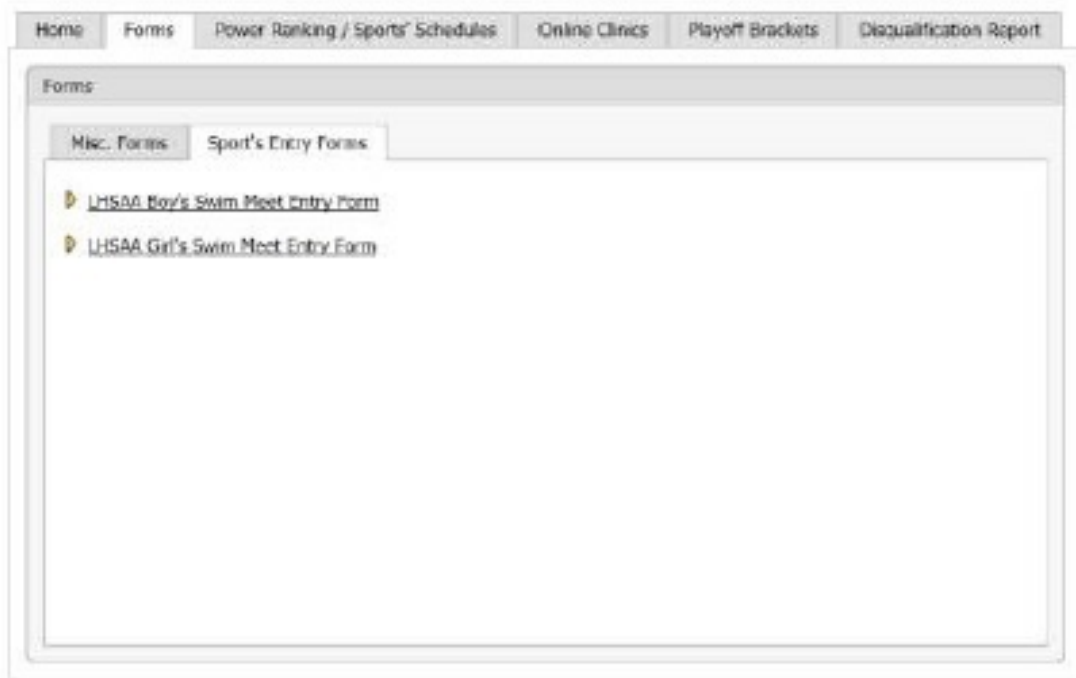 Home Forms Power Ranking / Sports' Schedules Online Clinics Playoff Brackets Disqualification Report
Forms
Misc. Forms Sport's Entry Forms
LHSAA Boy's Swim Meet Entry Form
LHSAA Girl's Swim Meet Entry Form